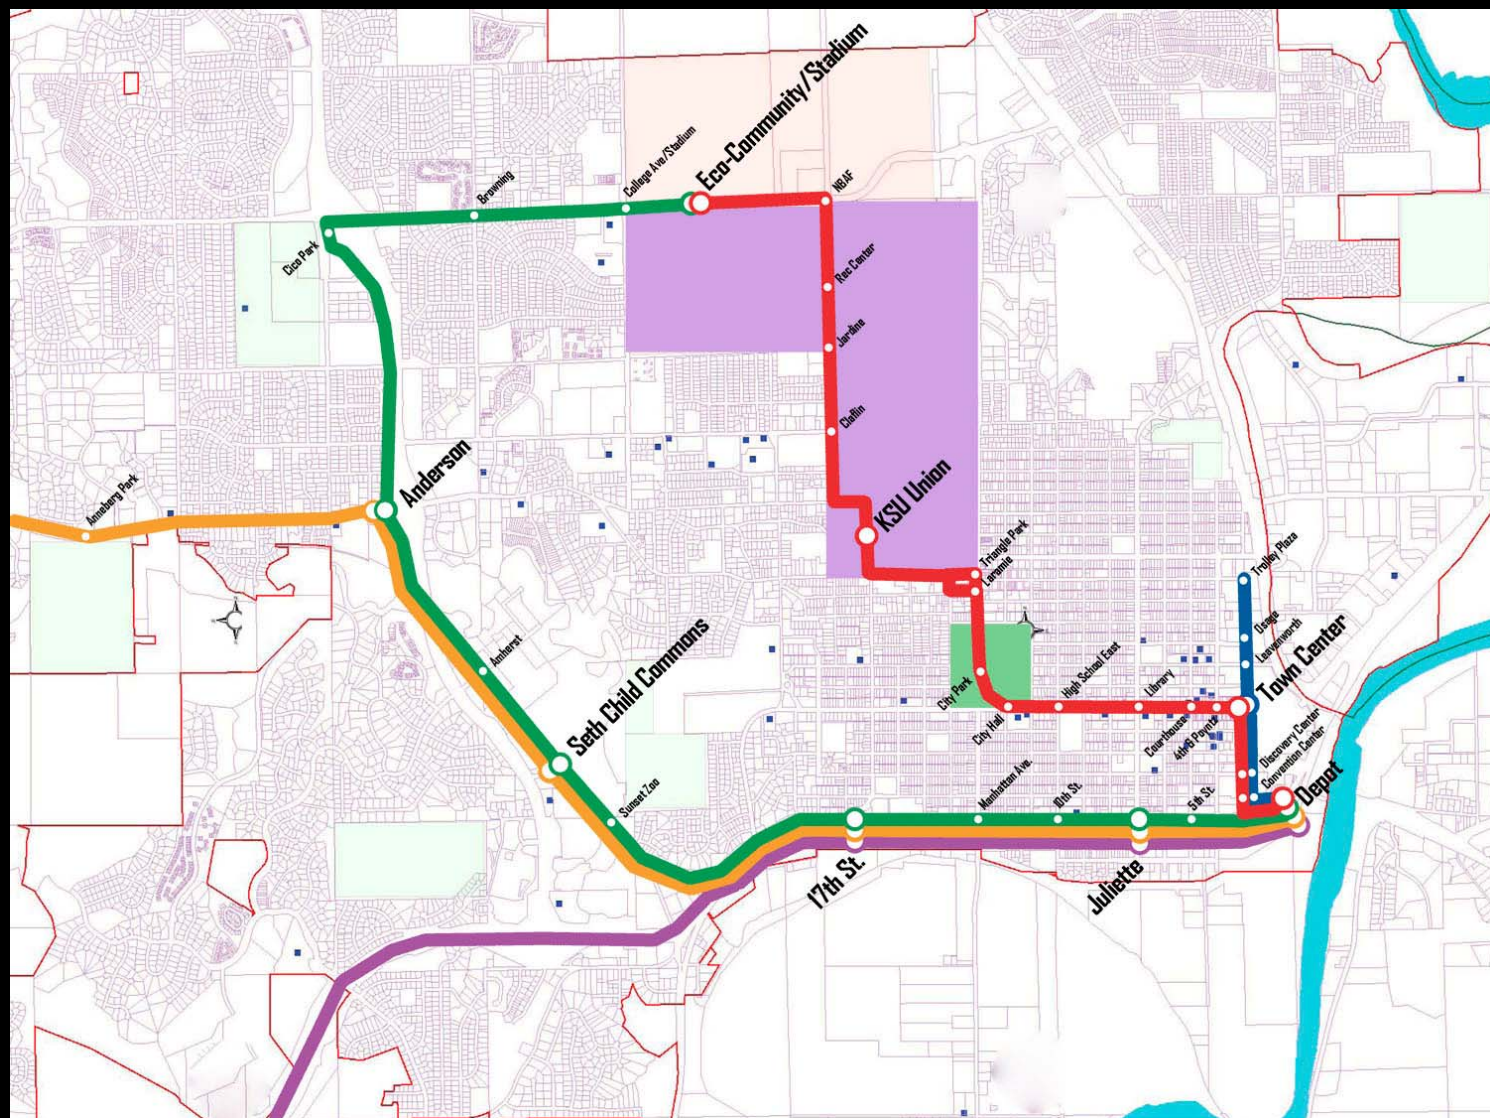 Eco-Community/Stadium
College Ave/Stadium
Browning
NBAF
Cico Park
Rec Center
Jardine
Claflin
Anderson
KSU Union
Anneberg Park
Triangle Park
Laramie
Trolley Plaza
Osage
Leavenworth
Town Center
Amherst
Seth Child Commons
City Park
City Hall
High School East
Library
Courthouse
4th & Poyntz
Discovery Center
Convention Center
Depot
Sunset Zoo
Manhattan Ave.
10th St.
5th St.
17th St.
Juliette